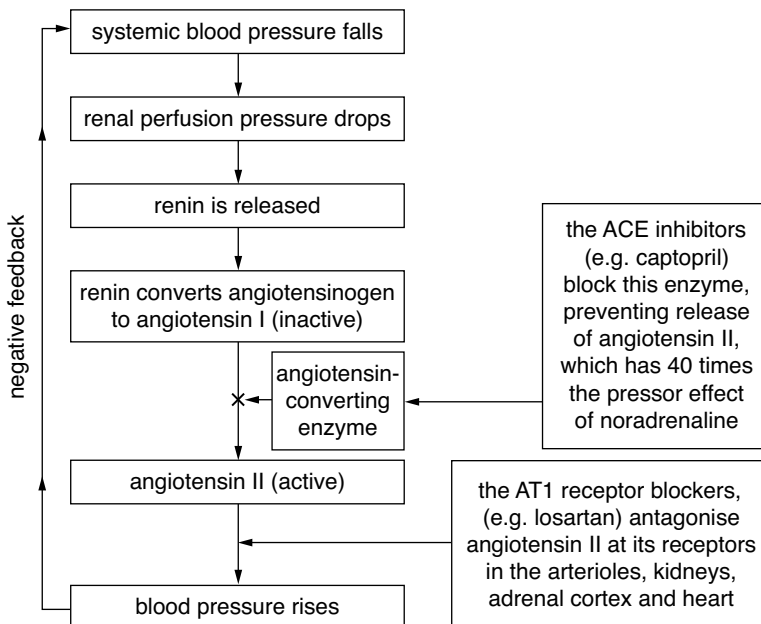 systemic blood pressure falls
renal perfusion pressure drops
renin is released
renin converts angiotensinogen
to angiotensin I (inactive)
angiotensin-
converting
enzyme
angiotensin II (active)
blood pressure rises
negative feedback
the ACE inhibitors
(e.g. captopril)
block this enzyme,
preventing release
of angiotensin II,
which has 40 times
the pressor effect
of noradrenaline
the AT1 receptor blockers,
(e.g. losartan) antagonise
angiotensin II at its receptors
in the arterioles, kidneys,
adrenal cortex and heart